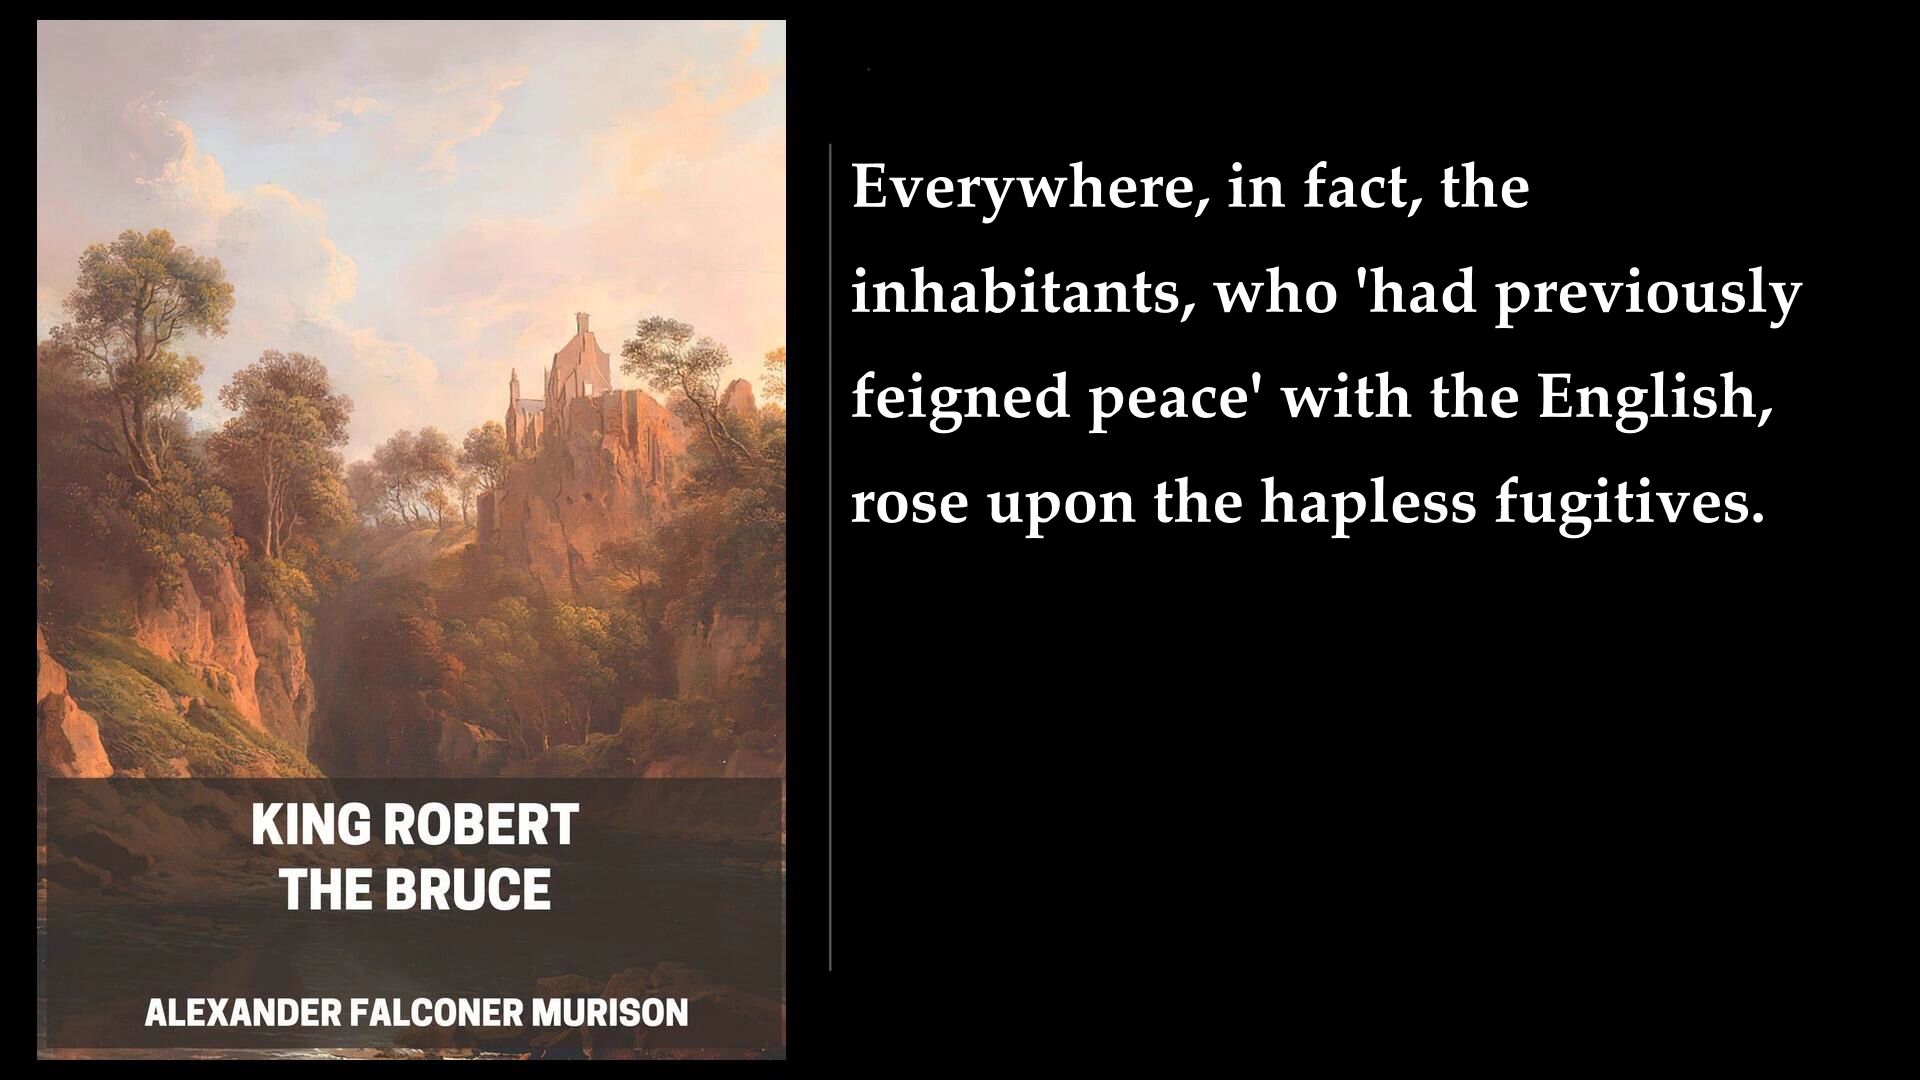 Everywhere, in fact, the
inhabitants, who 'had previously
feigned peace' with the English,
rose upon the hapless fugitives.
KING ROBERT
THE BRUCE
ALEXANDER FALCONER MURISON